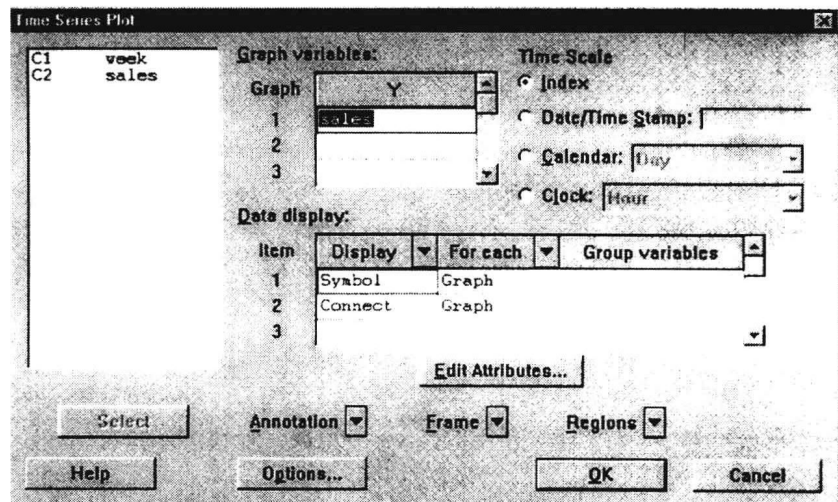 Time Series Plot
C1 week
C2 sales
Graph variables:
Graph Y
1 sales
2
3
Time Scale
Index
Date/Time Stamp:
Calendar: Day
Clock: Hour
Data display:
Item Display For each Group variables
1 Symbol Graph
2 Connect Graph
3
Edit Attributes...
Select Annotation Frame Regions
Help Options... OK Cancel